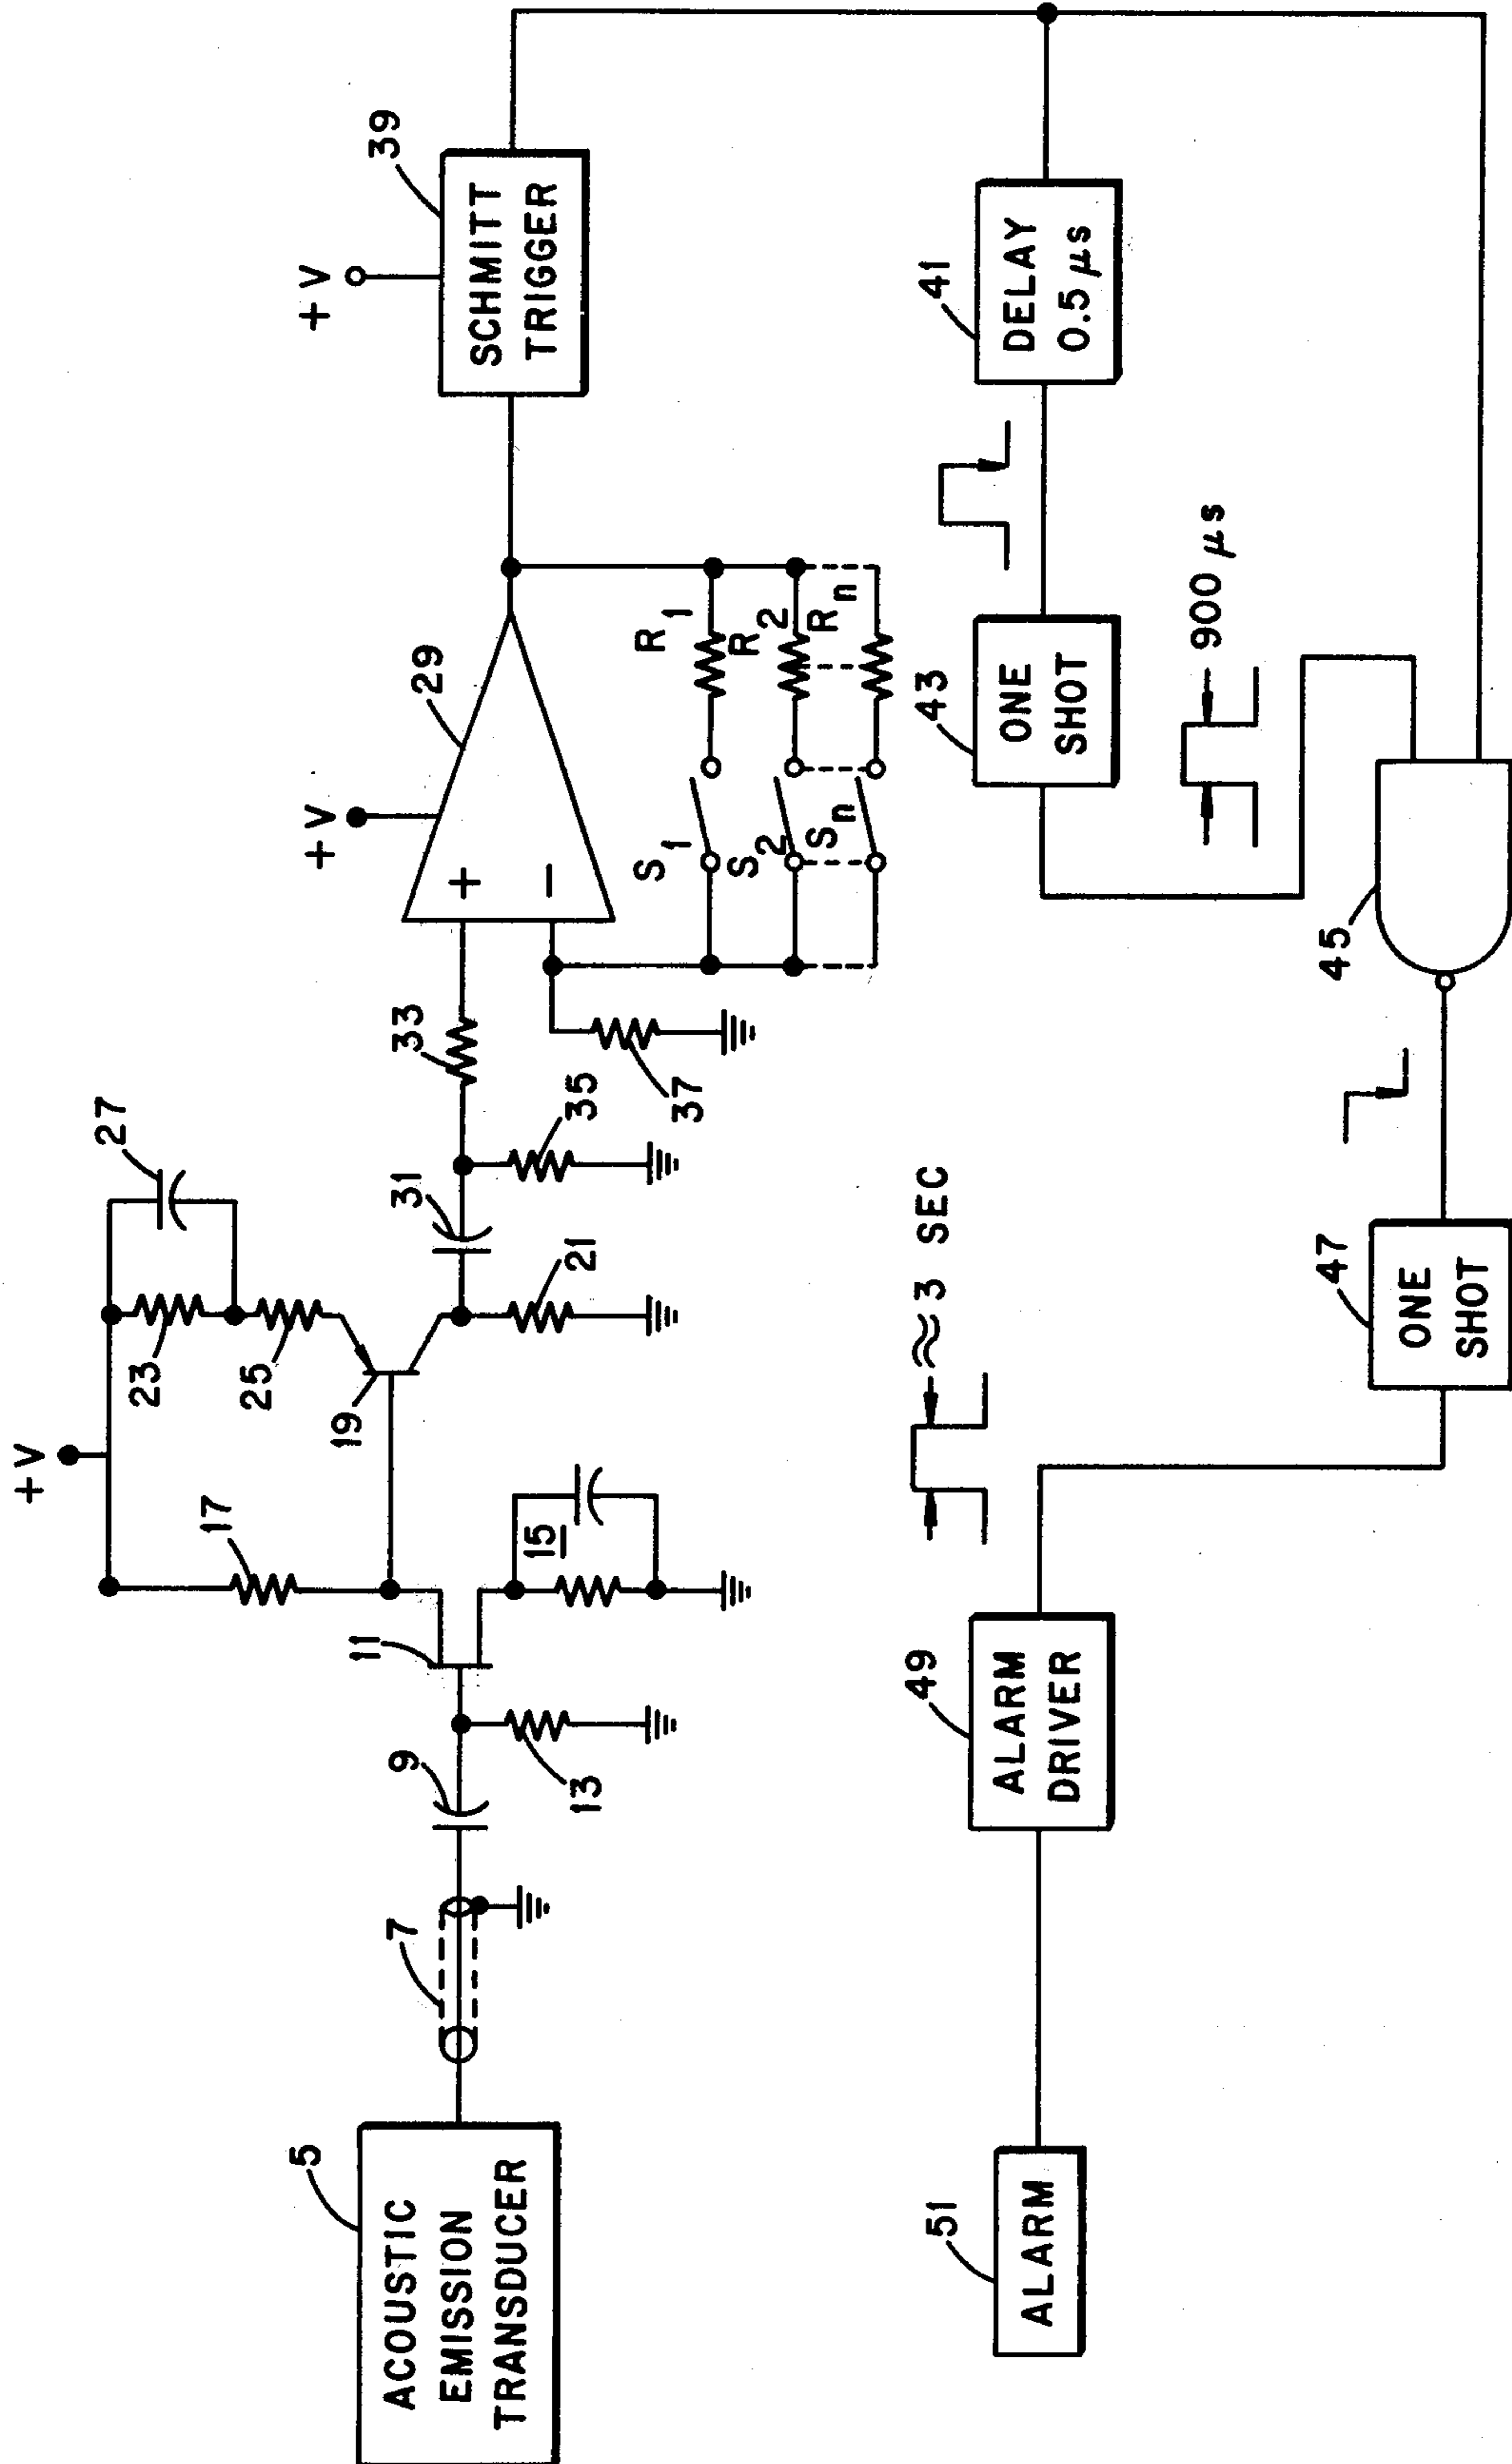 +V
17
23
25
27
19
11
15
5
ACOUSTIC
EMISSION
TRANSDUCER
7
9
13
21
31
33
35
37
+V
29
+
−
S1
R1
S2
R2
Sn
Rn
+V
39
SCHMITT
TRIGGER
51
ALARM
49
ALARM
DRIVER
≈3 SEC
47
ONE
SHOT
45
900 μs
43
ONE
SHOT
41
DELAY
0.5 μs